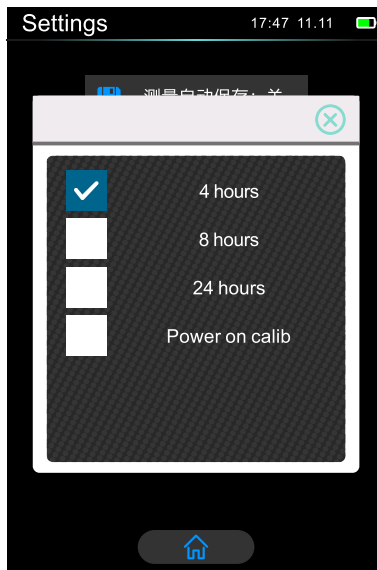 Settings 17:47 11.11
测量自动保存：关
4 hours
8 hours
24 hours
Power on calib